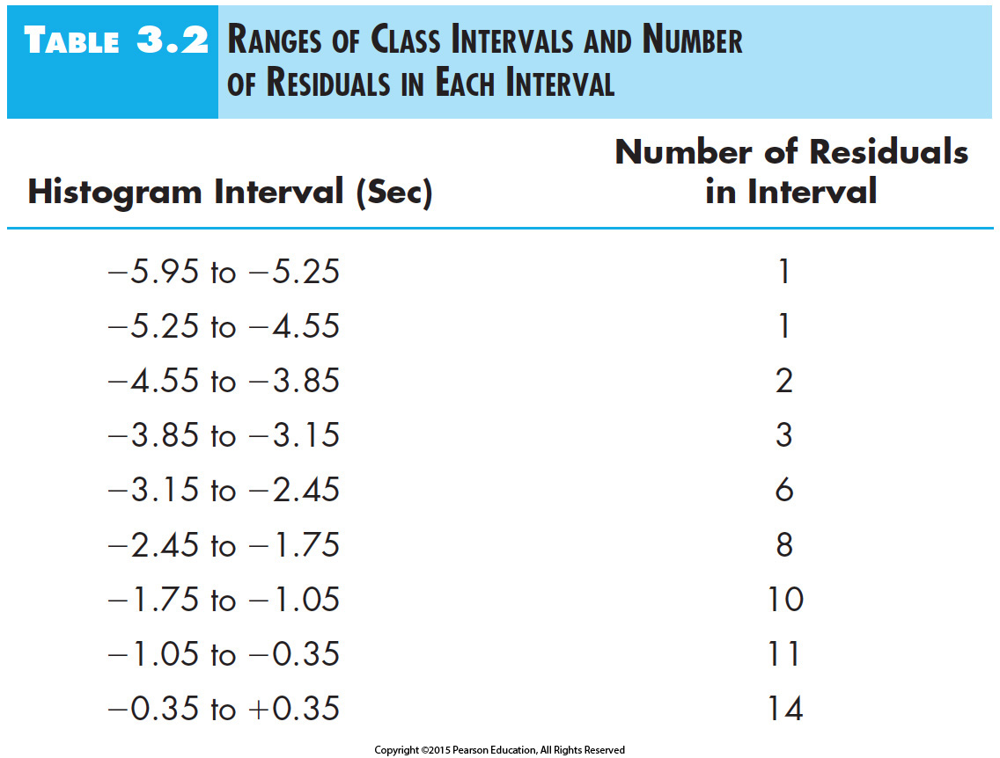 TABLE 3.2 RANGES OF CLASS INTERVALS AND NUMBER
OF RESIDUALS IN EACH INTERVAL
Number of Residuals
Histogram Interval (Sec) in Interval
−5.95 to −5.25 1
−5.25 to −4.55 1
−4.55 to −3.85 2
−3.85 to −3.15 3
−3.15 to −2.45 6
−2.45 to −1.75 8
−1.75 to −1.05 10
−1.05 to −0.35 11
−0.35 to +0.35 14
Copyright ©2015 Pearson Education, All Rights Reserved